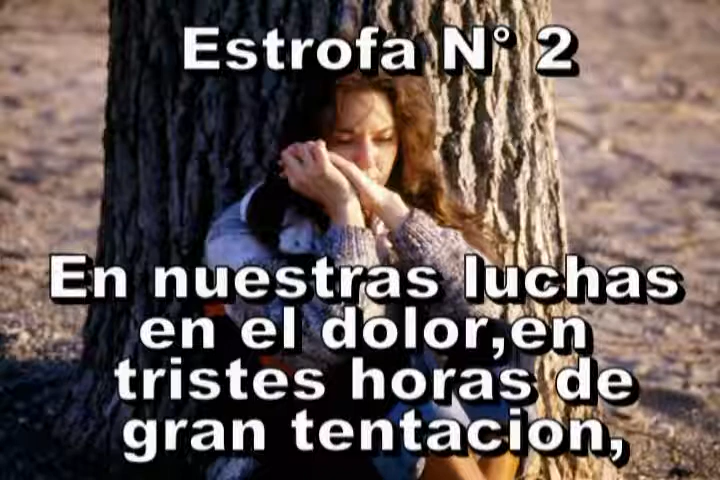 Estrofa N° 2
En nuestras luchas
en el dolor,en
tristes horas de
gran tentacion,